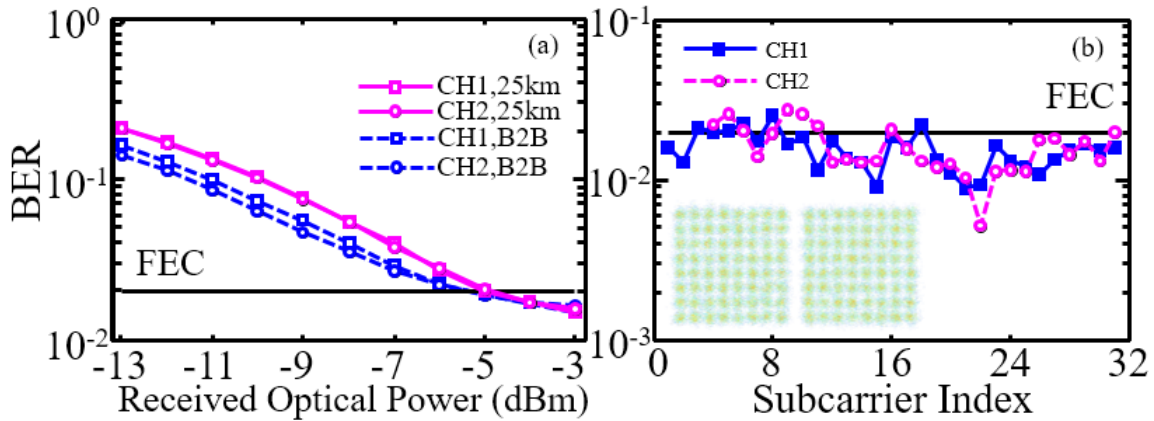 10⁰
10⁻¹
10⁻²
BER
(a)
CH1,25km
CH2,25km
CH1,B2B
CH2,B2B
FEC
-13 -11 -9 -7 -5 -3
Received Optical Power (dBm)
10⁻¹
10⁻²
10⁻³
CH1
CH2
(b)
FEC
0 8 16 24 32
Subcarrier Index